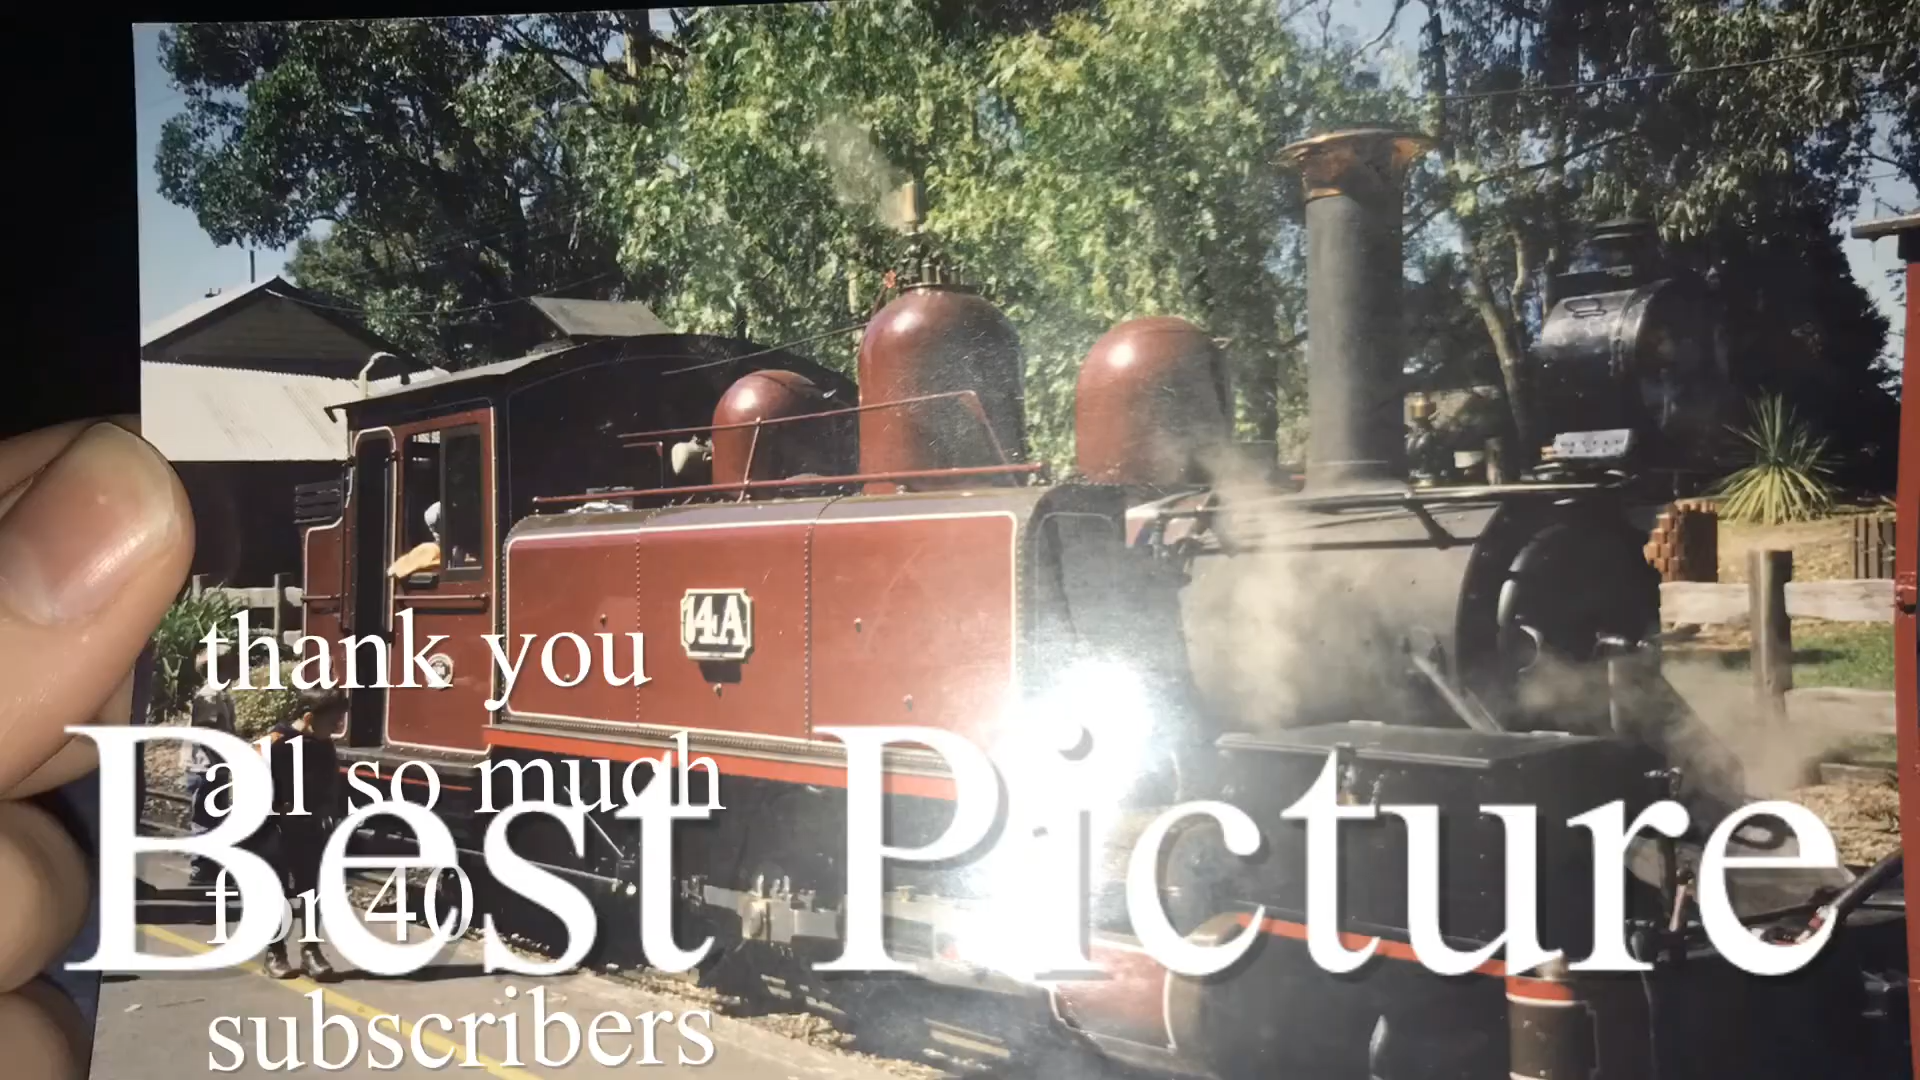 14A
thank you
all so much
for 40
subscribers
Best Picture